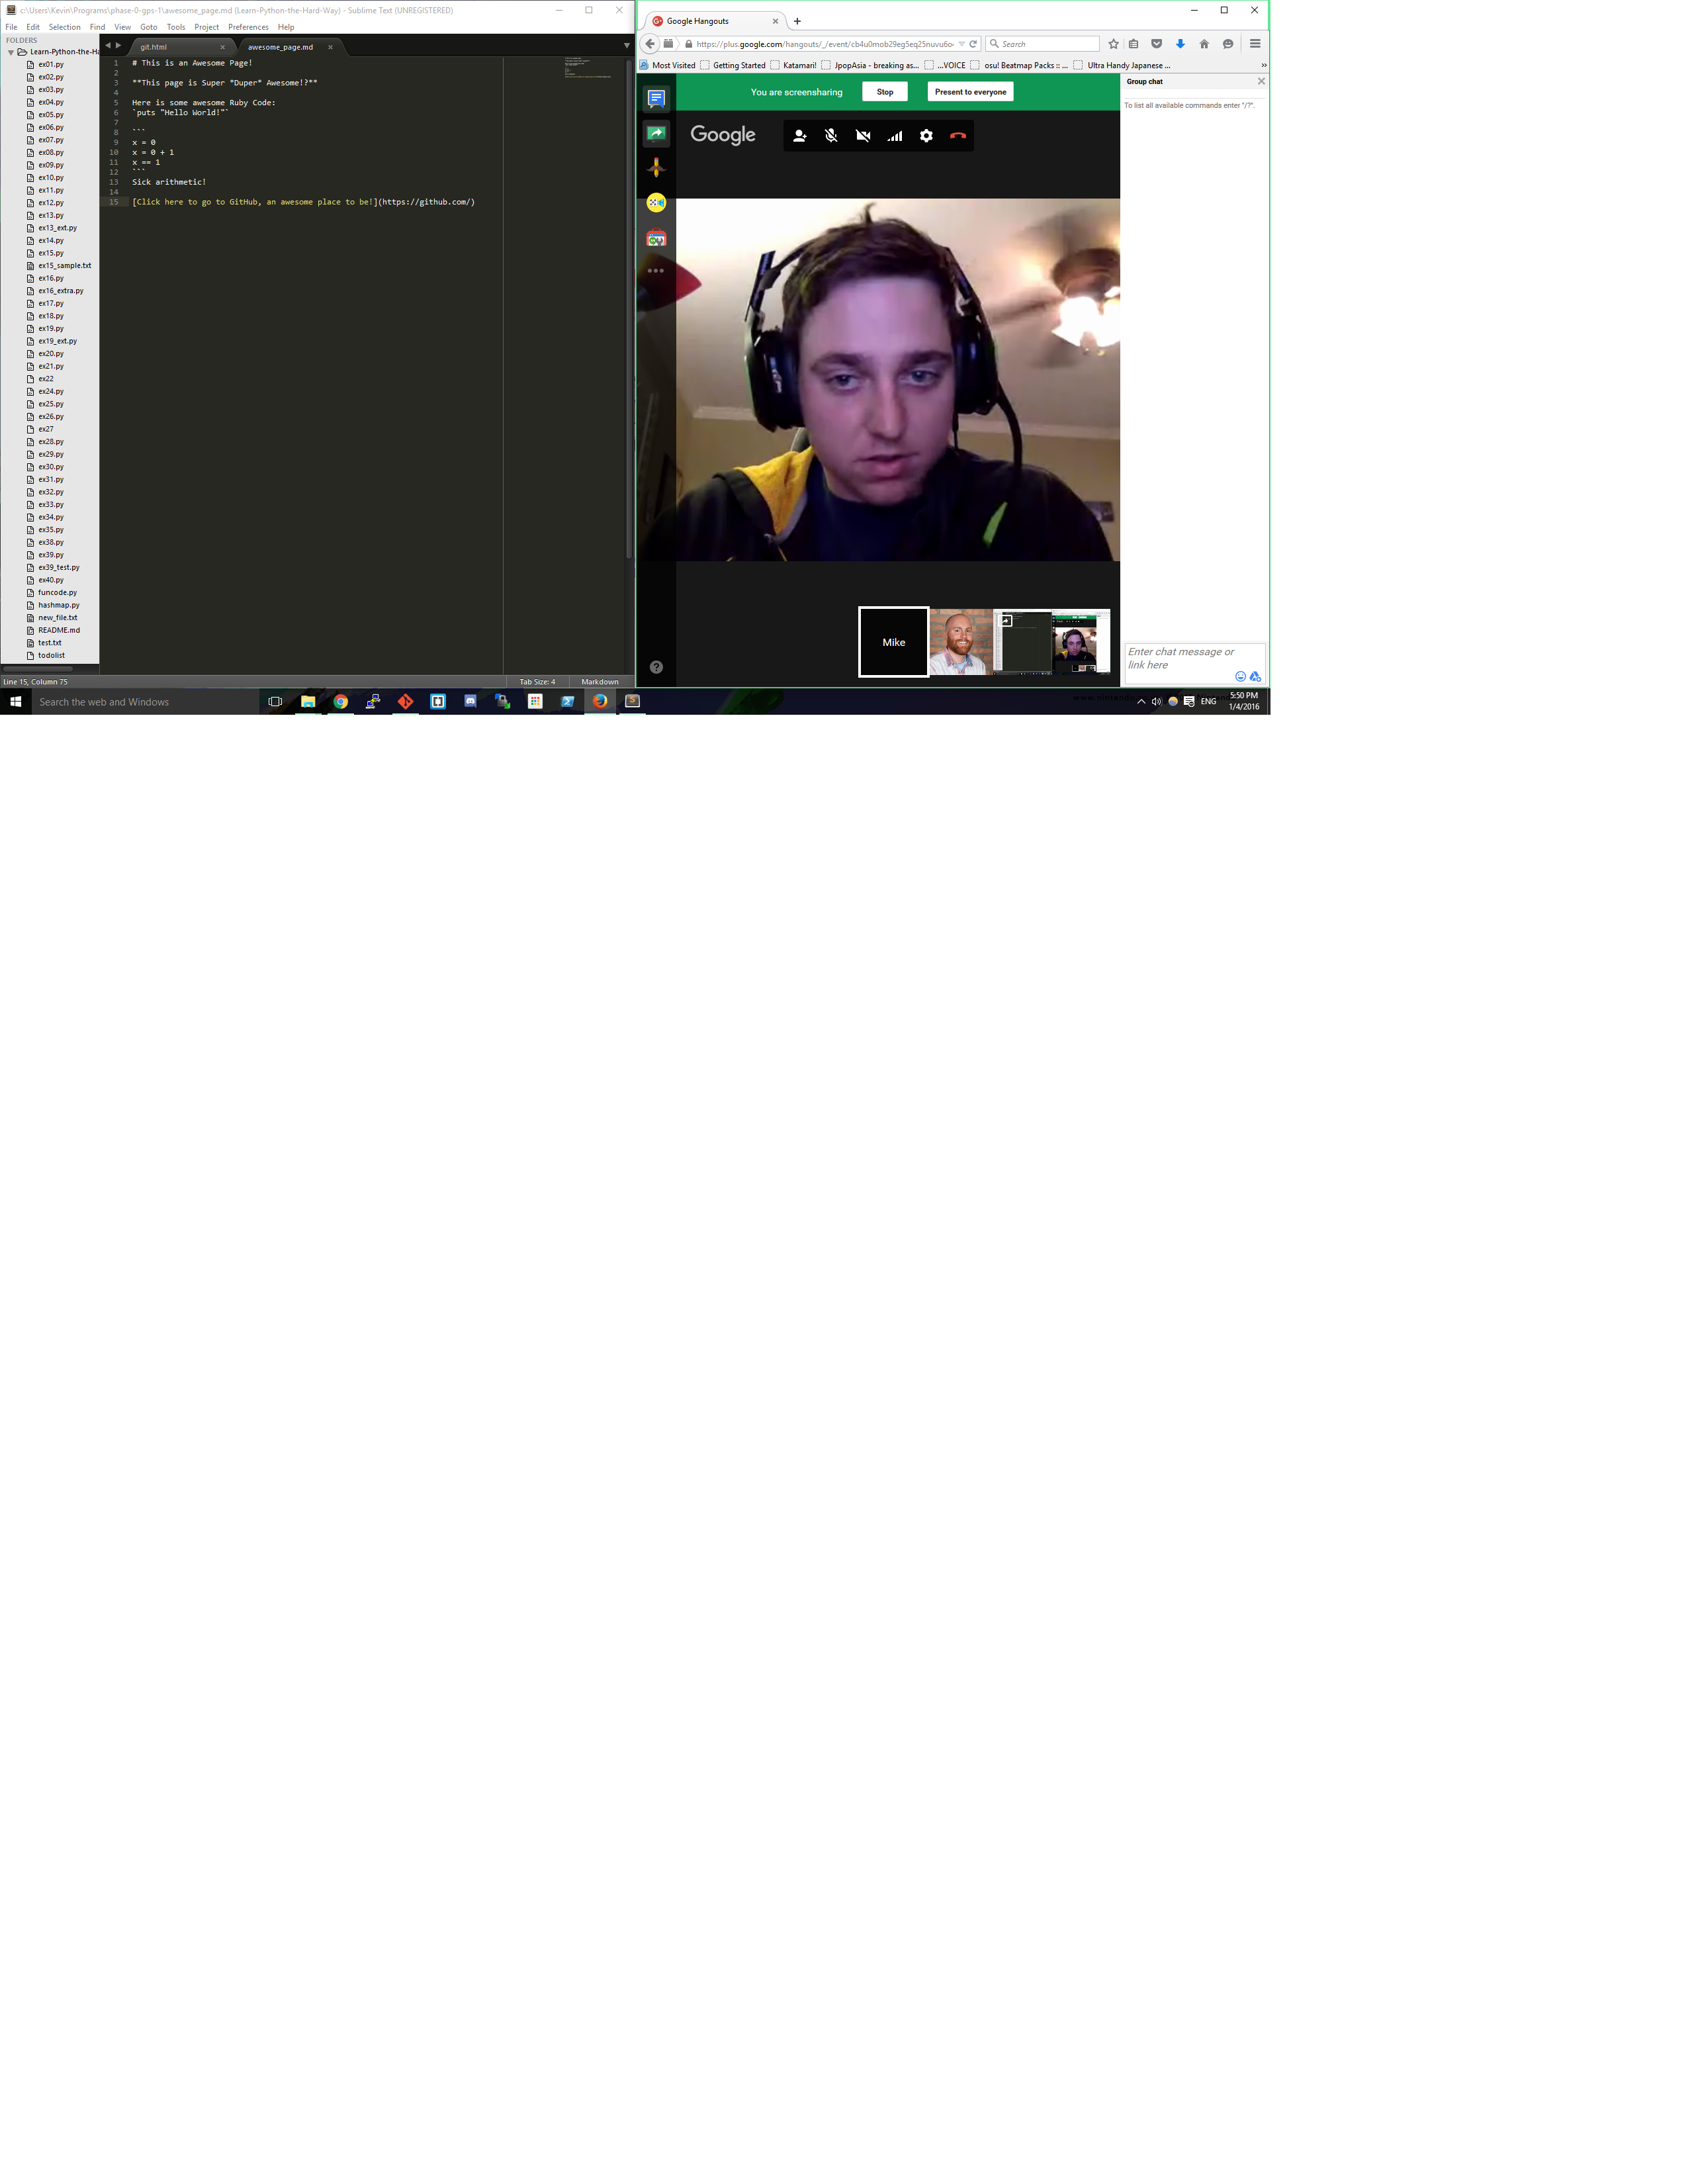 c:\Users\Kevin\Programs\phase-0-gps-1\awesome_page.md (Learn-Python-the-Hard-Way) - Sublime Text (UNREGISTERED)
File Edit Selection Find View Goto Tools Project Preferences Help
FOLDERS
Learn-Python-the-Ha
ex01.py
ex02.py
ex03.py
ex04.py
ex05.py
ex06.py
ex07.py
ex08.py
ex09.py
ex10.py
ex11.py
ex12.py
ex13.py
ex13_ext.py
ex14.py
ex15.py
ex15_sample.txt
ex16.py
ex16_extra.py
ex17.py
ex18.py
ex19.py
ex19_ext.py
ex20.py
ex21.py
ex22
ex24.py
ex25.py
ex26.py
ex27
ex28.py
ex29.py
ex30.py
ex31.py
ex32.py
ex33.py
ex34.py
ex35.py
ex38.py
ex39.py
ex39_test.py
ex40.py
funcode.py
hashmap.py
new_file.txt
README.md
test.txt
todolist
git.html
awesome_page.md
1 # This is an Awesome Page!
2
3 **This page is Super *Duper* Awesome!?**
4
5 Here is some awesome Ruby Code:
6 `puts "Hello World!"`
7
8 ```
9 x = 0
10 x = 0 + 1
11 x == 1
12 ```
13 Sick arithmetic!
14
15 [Click here to go to GitHub, an awesome place to be!](https://github.com/)
Line 15, Column 75
Tab Size: 4
Markdown
Google Hangouts
https://plus.google.com/hangouts/_/event/cb4u0mob29eg5eq25nuvu6o
Search
Most Visited Getting Started Katamari! JpopAsia - breaking as... ...VOICE osu! Beatmap Packs :: ... Ultra Handy Japanese ...
You are screensharing
Stop
Present to everyone
Google
Mike
Group chat
To list all available commands enter "/?".
Enter chat message or
link here
Search the web and Windows
ENG
5:50 PM
1/4/2016